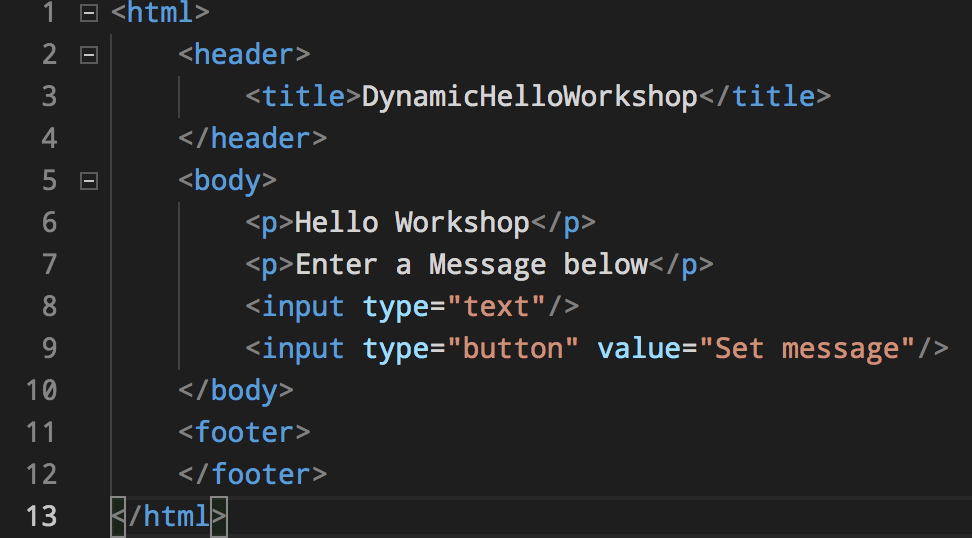 1 <html>
2 <header>
3 <title>DynamicHelloWorkshop</title>
4 </header>
5 <body>
6 <p>Hello Workshop</p>
7 <p>Enter a Message below</p>
8 <input type="text"/>
9 <input type="button" value="Set message"/>
10 </body>
11 <footer>
12 </footer>
13 </html>